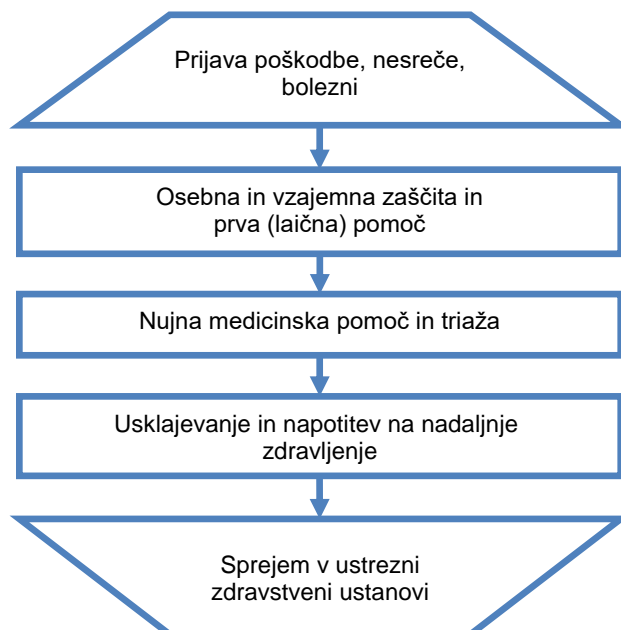 Prijava poškodbe, nesreče,
bolezni
Osebna in vzajemna zaščita in
prva (laična) pomoč
Nujna medicinska pomoč in triaža
Usklajevanje in napotitev na nadaljnje
zdravljenje
Sprejem v ustrezni
zdravstveni ustanovi